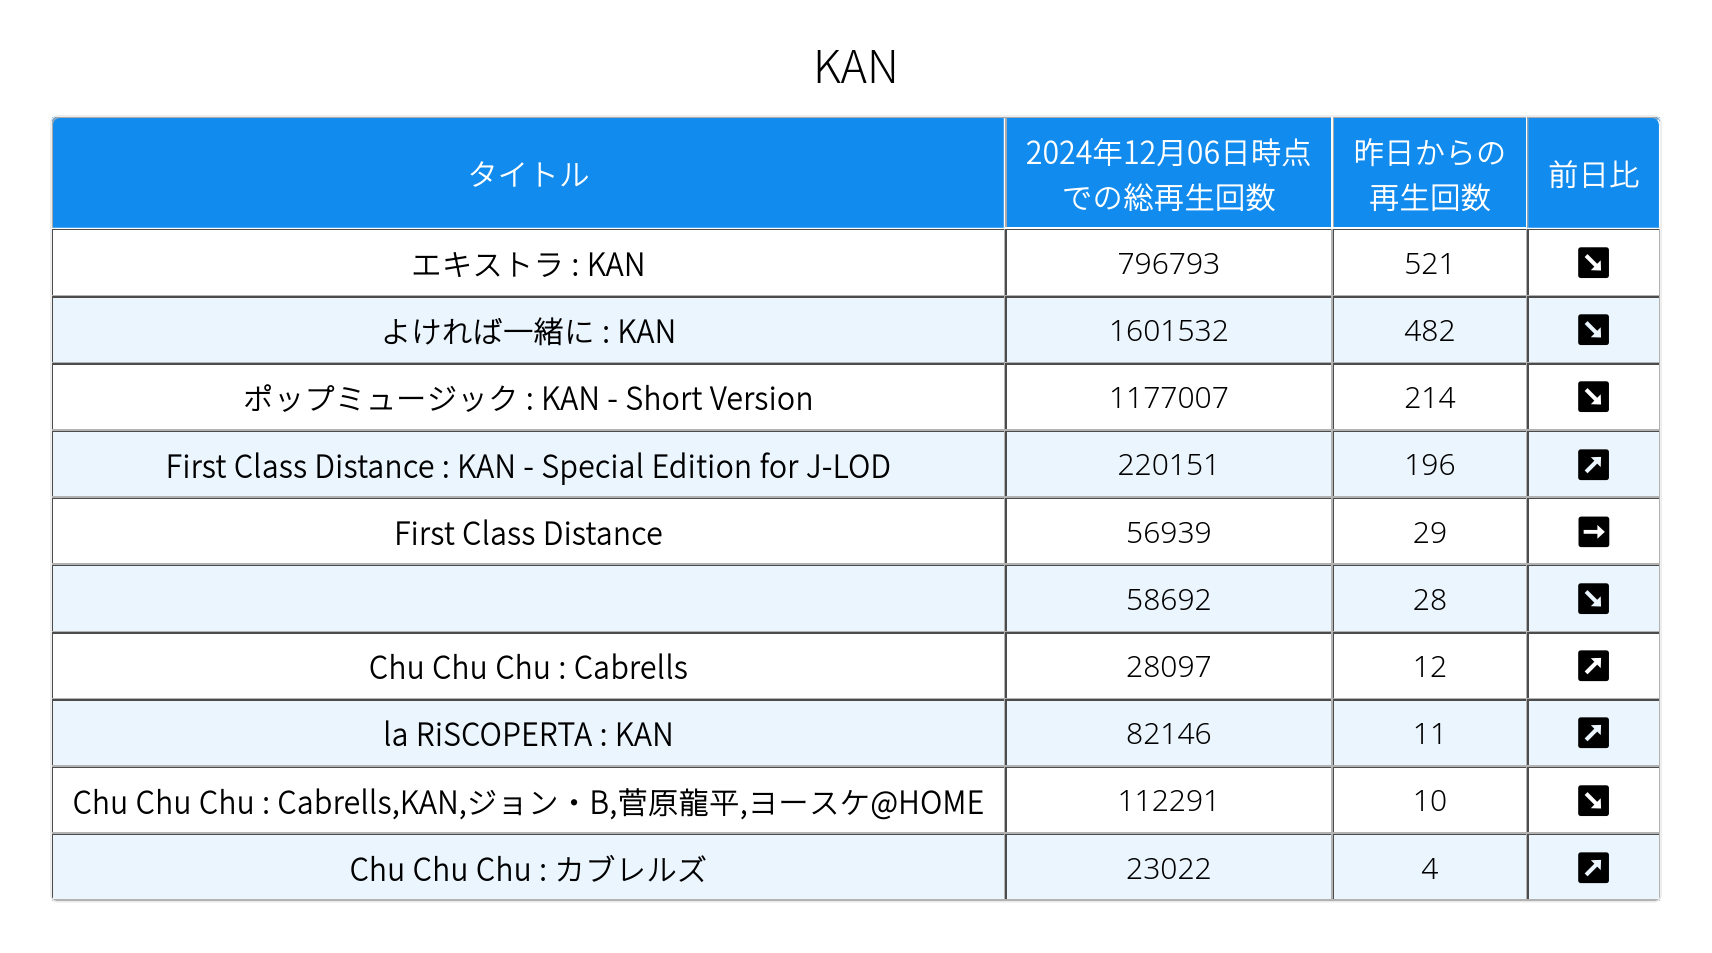 KAN
タイトル
2024年12月06日時点
での総再生回数
昨日からの
再生回数
前日比
エキストラ : KAN 796793 521 ↘
よければ一緒に : KAN 1601532 482 ↘
ポップミュージック : KAN - Short Version 1177007 214 ↘
First Class Distance : KAN - Special Edition for J-LOD 220151 196 ↗
First Class Distance 56939 29 →
58692 28 ↘
Chu Chu Chu : Cabrells 28097 12 ↗
la RiSCOPERTA : KAN 82146 11 ↗
Chu Chu Chu : Cabrells,KAN,ジョン・B,菅原龍平,ヨースケ@HOME 112291 10 ↘
Chu Chu Chu : カブレルズ 23022 4 ↗